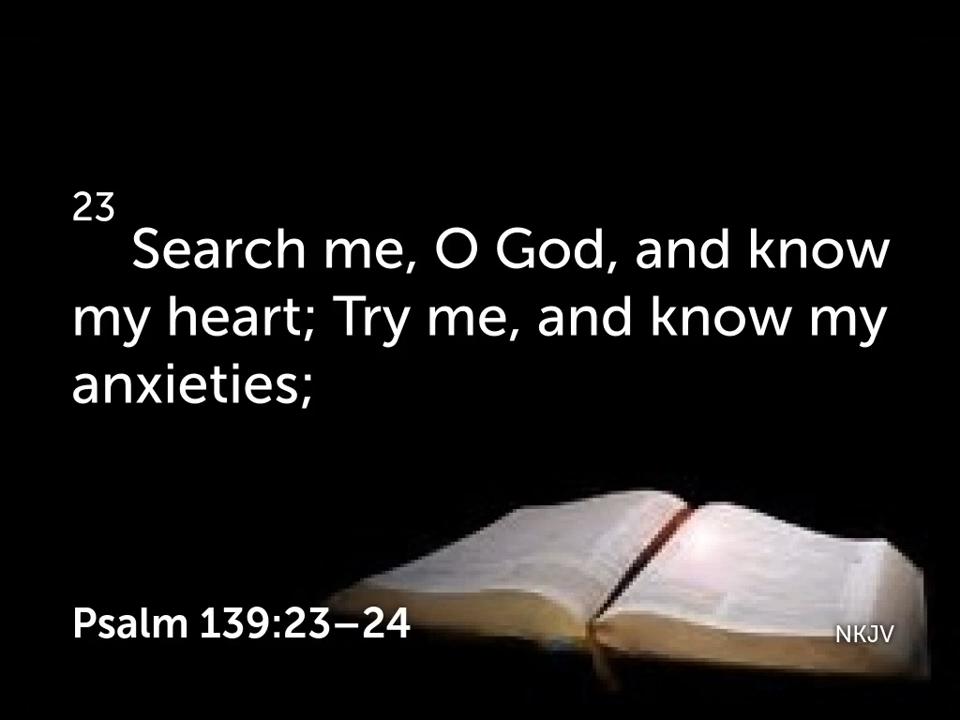 23
Search me, O God, and know
my heart; Try me, and know my
anxieties;
Psalm 139:23–24
NKJV